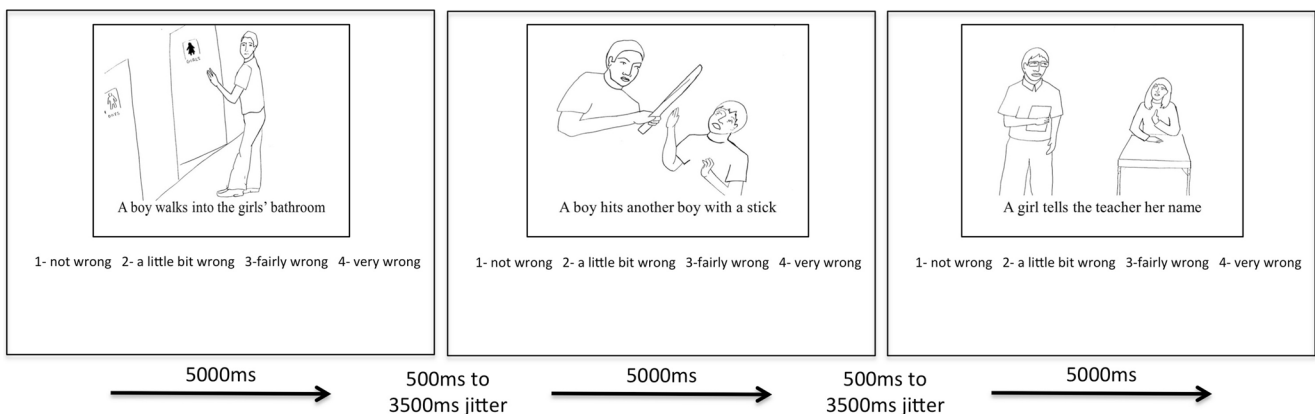 GIRLS
BOYS
A boy walks into the girls’ bathroom
1- not wrong 2- a little bit wrong 3-fairly wrong 4- very wrong
A boy hits another boy with a stick
1- not wrong 2- a little bit wrong 3-fairly wrong 4- very wrong
A girl tells the teacher her name
1- not wrong 2- a little bit wrong 3-fairly wrong 4- very wrong
5000ms
500ms to
3500ms jitter
5000ms
500ms to
3500ms jitter
5000ms